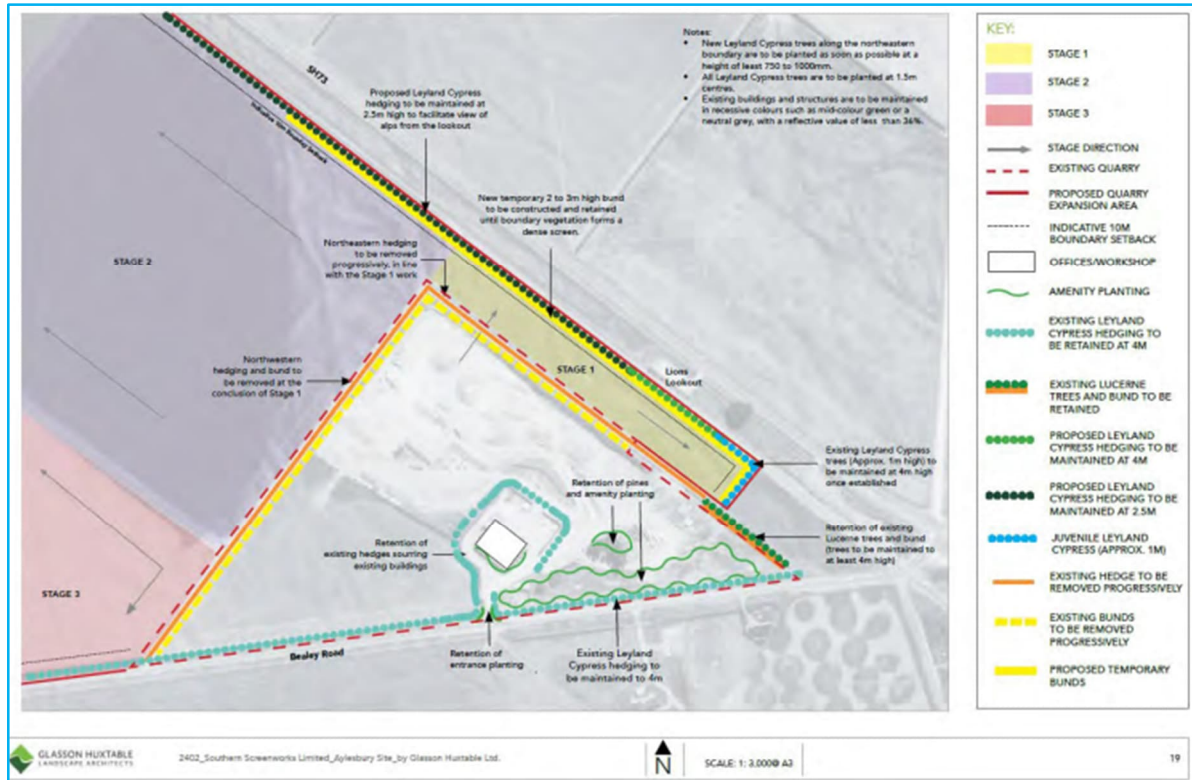 Notes:
• New Leyland Cypress trees along the northeastern
boundary are to be planted as soon as possible at a
height of least 750 to 1000mm.
• All Leyland Cypress trees are to be planted at 1.5m
centres.
• Existing buildings and structures are to be maintained
in recessive colours such as mid-colour green or a
neutral grey, with a reflective value of less than 36%.
SH73
Proposed Leyland Cypress
hedging to be maintained at
2.5m high to facilitate view of
alps from the lookout
Indicative 10m Boundary Setback
New temporary 2 to 3m high bund
to be constructed and retained
until boundary vegetation forms a
dense screen.
Northeastern hedging
to be removed
progressively, in line
with the Stage 1 work
STAGE 2
Northwestern
hedging and bund to
be removed at the
conclusion of Stage 1
STAGE 1
Lions
Lookout
Existing Leyland Cypress
trees (Approx. 1m high) to
be maintained at 4m high
once established
Retention of pines
and amenity planting
Retention of existing
Lucerne trees and bund
(trees to be maintained to
at least 4m high)
Retention of
existing hedges sourring
existing buildings
STAGE 3
Bealey Road
Retention of
entrance planting
Existing Leyland
Cypress hedging to
be maintained to 4m
KEY:
STAGE 1
STAGE 2
STAGE 3
STAGE DIRECTION
EXISTING QUARRY
PROPOSED QUARRY
EXPANSION AREA
INDICATIVE 10M
BOUNDARY SETBACK
OFFICES/WORKSHOP
AMENITY PLANTING
EXISTING LEYLAND
CYPRESS HEDGING TO
BE RETAINED AT 4M
EXISTING LUCERNE
TREES AND BUND TO BE
RETAINED
PROPOSED LEYLAND
CYPRESS HEDGING TO BE
MAINTAINED AT 4M
PROPOSED LEYLAND
CYPRESS HEDGING TO BE
MAINTAINED AT 2.5M
JUVENILE LEYLAND
CYPRESS (APPROX. 1M)
EXISTING HEDGE TO BE
REMOVED PROGRESSIVELY
EXISTING BUNDS
TO BE REMOVED
PROGRESSIVELY
PROPOSED TEMPORARY
BUNDS
GLASSON HUXTABLE
LANDSCAPE ARCHITECTS
2402_Southern Screenworks Limited_Aylesbury Site_by Glasson Huxtable Ltd.
N
SCALE: 1: 3,000@ A3
19